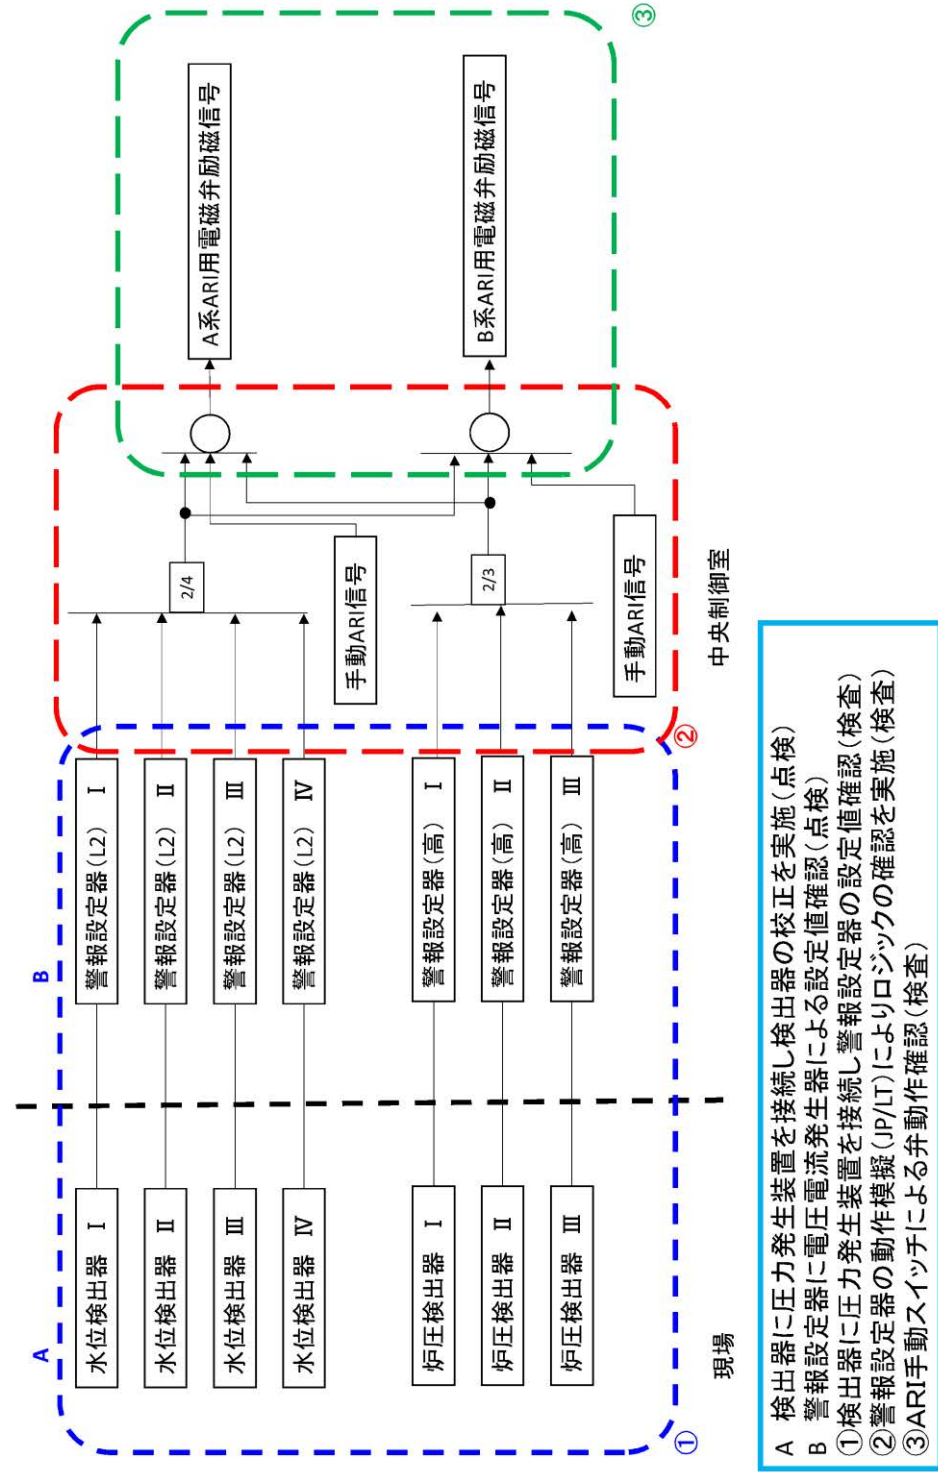 A
B
水位検出器 Ⅰ
警報設定器(L2) Ⅰ
水位検出器 Ⅱ
警報設定器(L2) Ⅱ
水位検出器 Ⅲ
警報設定器(L2) Ⅲ
水位検出器 Ⅳ
警報設定器(L2) Ⅳ
2/4
手動ARI信号
A系ARI用電磁弁励磁信号
炉圧検出器 Ⅰ
警報設定器(高) Ⅰ
炉圧検出器 Ⅱ
警報設定器(高) Ⅱ
炉圧検出器 Ⅲ
警報設定器(高) Ⅲ
2/3
手動ARI信号
B系ARI用電磁弁励磁信号
①
②
③
現場
中央制御室
A 検出器に圧力発生装置を接続し検出器の校正を実施(点検)
B 警報設定器に電圧電流発生器による設定値確認(点検)
①検出器に圧力発生装置を接続し警報設定器の設定値確認(検査)
②警報設定器の動作模擬(JP/LT)によりロジックの確認を実施(検査)
③ARI手動スイッチによる弁動作確認(検査)